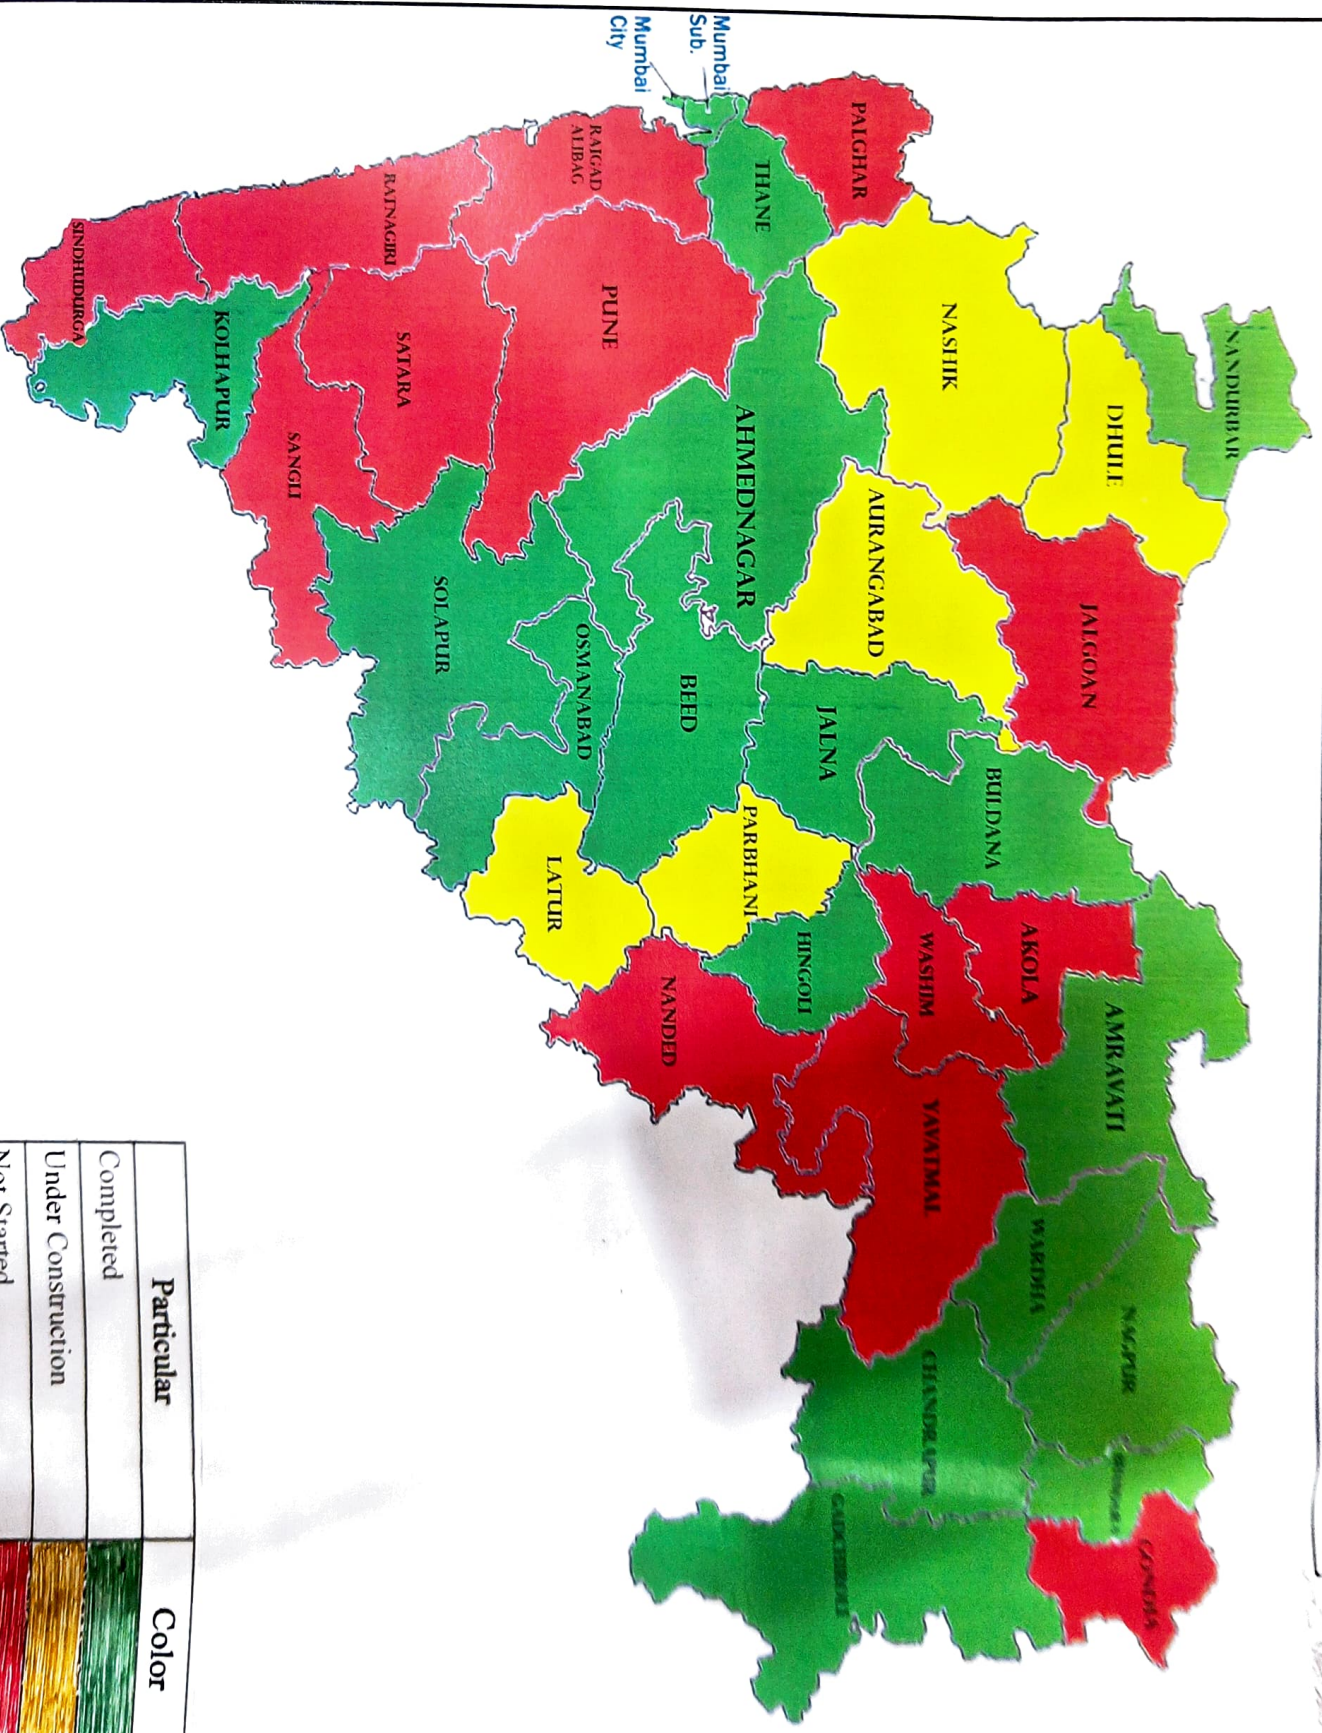 NANDURBAR
DHULE
JALGOAN
NASHIK
PALGHAR
THANE
Mumbai
Sub.
Mumbai
City
AURANGABAD
BULDANA
AKOLA
AMRAVATI
WARDHA
NAGPUR
GONDIA
WASHIM
YAVATMAL
CHANDRAPUR
GADCHIROLI
JALNA
AHMEDNAGAR
PARBHANI
HINGOLI
BEED
NANDED
RAIGAD
ALIBAG
PUNE
OSMANABAD
LATUR
SOLAPUR
SATARA
RATNAGIRI
SANGLI
KOLHAPUR
SINDHUDURGA
Particular Color
Completed
Under Construction
Not Started